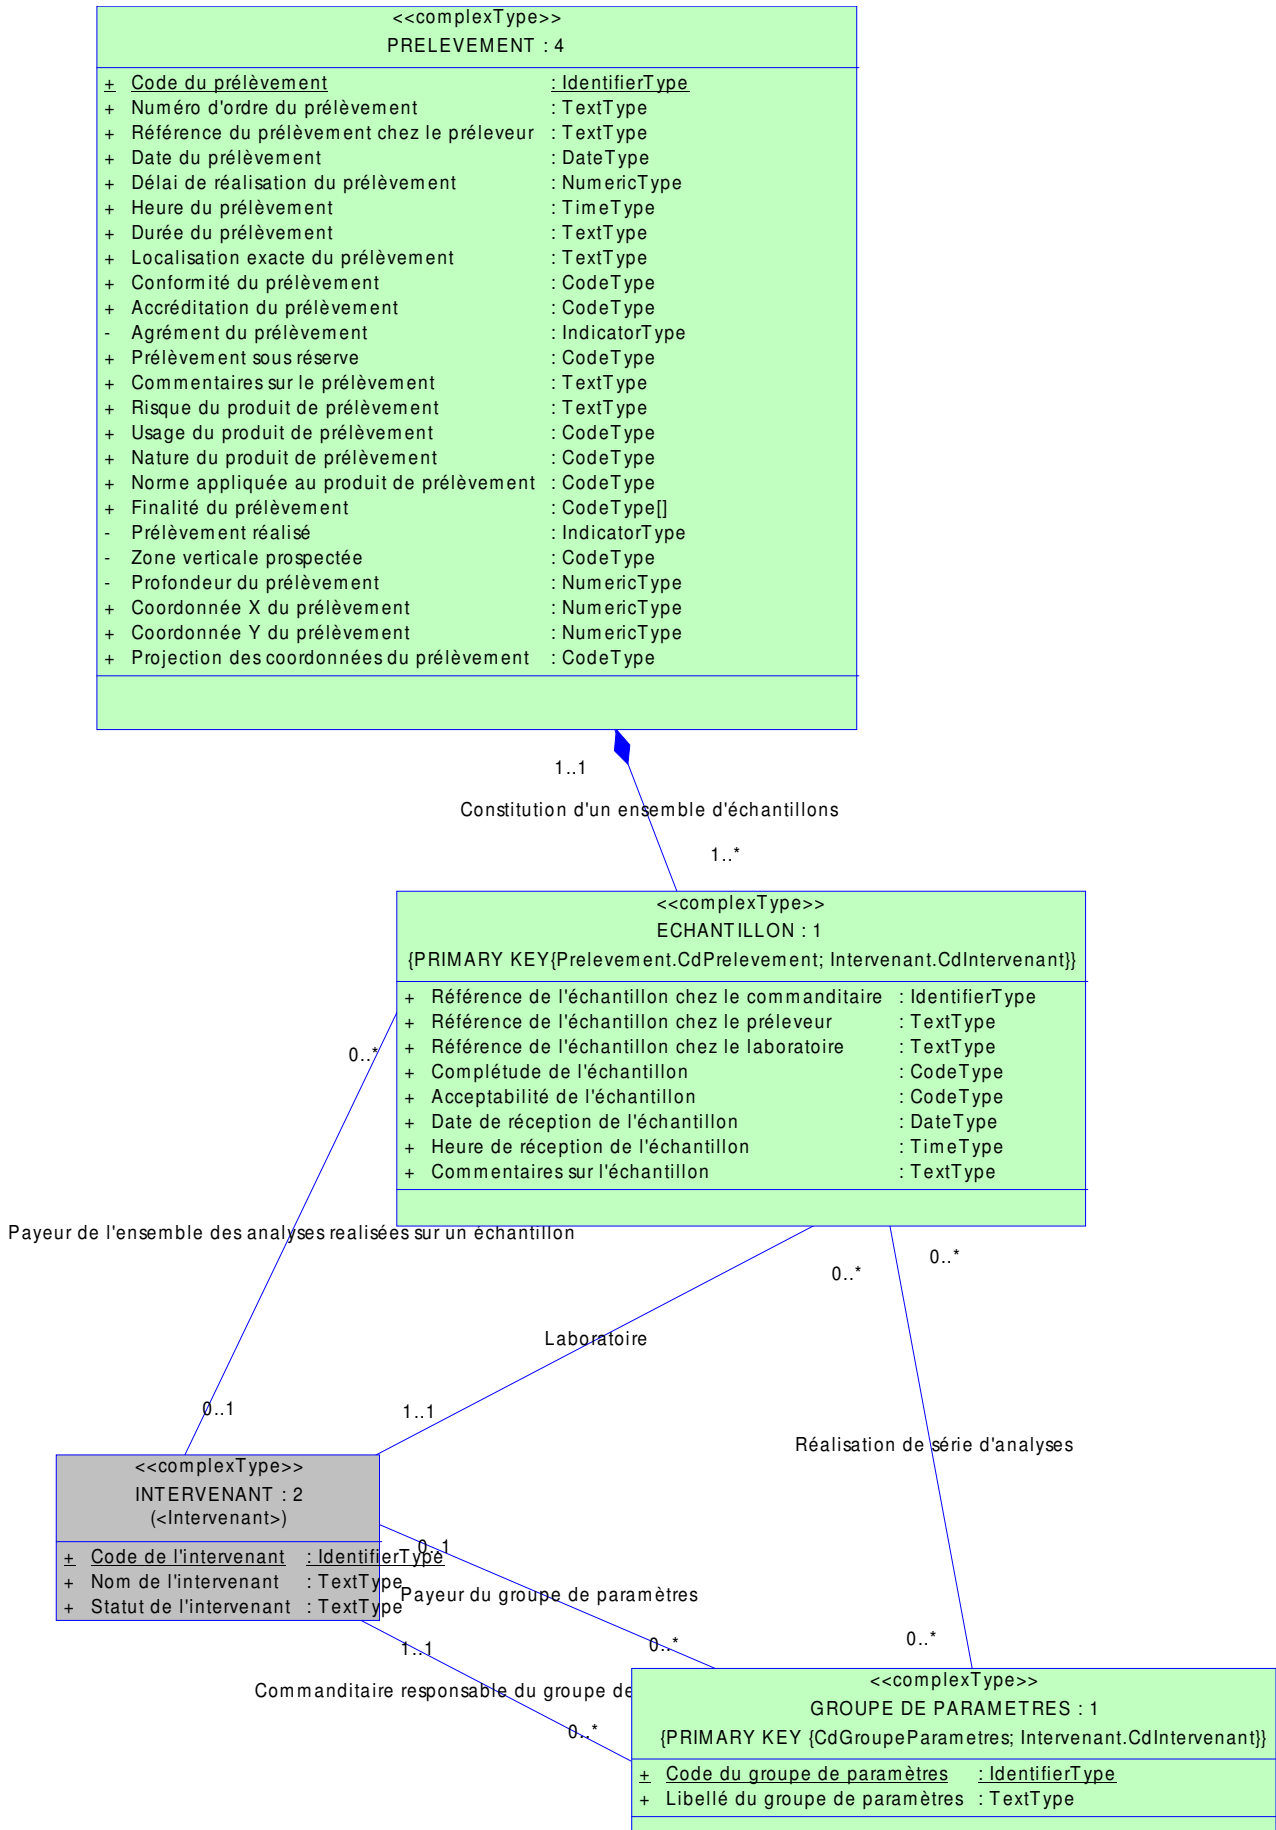 <<complexType>>
PRELEVEMENT : 4
+ Code du prélèvement : IdentifierType
+ Numéro d'ordre du prélèvement : TextType
+ Référence du prélèvement chez le préleveur : TextType
+ Date du prélèvement : DateType
+ Délai de réalisation du prélèvement : NumericType
+ Heure du prélèvement : TimeType
+ Durée du prélèvement : TextType
+ Localisation exacte du prélèvement : TextType
+ Conformité du prélèvement : CodeType
+ Accréditation du prélèvement : CodeType
- Agrément du prélèvement : IndicatorType
+ Prélèvement sous réserve : CodeType
+ Commentaires sur le prélèvement : TextType
+ Risque du produit de prélèvement : TextType
+ Usage du produit de prélèvement : CodeType
+ Nature du produit de prélèvement : CodeType
+ Norme appliquée au produit de prélèvement : CodeType
+ Finalité du prélèvement : CodeType[]
- Prélèvement réalisé : IndicatorType
- Zone verticale prospectée : CodeType
- Profondeur du prélèvement : NumericType
+ Coordonnée X du prélèvement : NumericType
+ Coordonnée Y du prélèvement : NumericType
+ Projection des coordonnées du prélèvement : CodeType
1..1
Constitution d'un ensemble d'échantillons
1..*
<<complexType>>
ECHANTILLON : 1
{PRIMARY KEY{Prelevement.CdPrelevement; Intervenant.CdIntervenant}}
+ Référence de l'échantillon chez le commanditaire : IdentifierType
+ Référence de l'échantillon chez le préleveur : TextType
+ Référence de l'échantillon chez le laboratoire : TextType
+ Complétude de l'échantillon : CodeType
+ Acceptabilité de l'échantillon : CodeType
+ Date de réception de l'échantillon : DateType
+ Heure de réception de l'échantillon : TimeType
+ Commentaires sur l'échantillon : TextType
0..*
Payeur de l'ensemble des analyses realisées sur un échantillon
0..*
0..*
Laboratoire
0..1
1..1
Réalisation de série d'analyses
<<complexType>>
INTERVENANT : 2
(<Intervenant>)
+ Code de l'intervenant : IdentifierType
+ Nom de l'intervenant : TextType
+ Statut de l'intervenant : TextType
0..1
Payeur du groupe de paramètres
0..*
0..*
1..1
Commanditaire responsable du groupe de
0..*
<<complexType>>
GROUPE DE PARAMETRES : 1
{PRIMARY KEY {CdGroupeParametres; Intervenant.CdIntervenant}}
+ Code du groupe de paramètres : IdentifierType
+ Libellé du groupe de paramètres : TextType